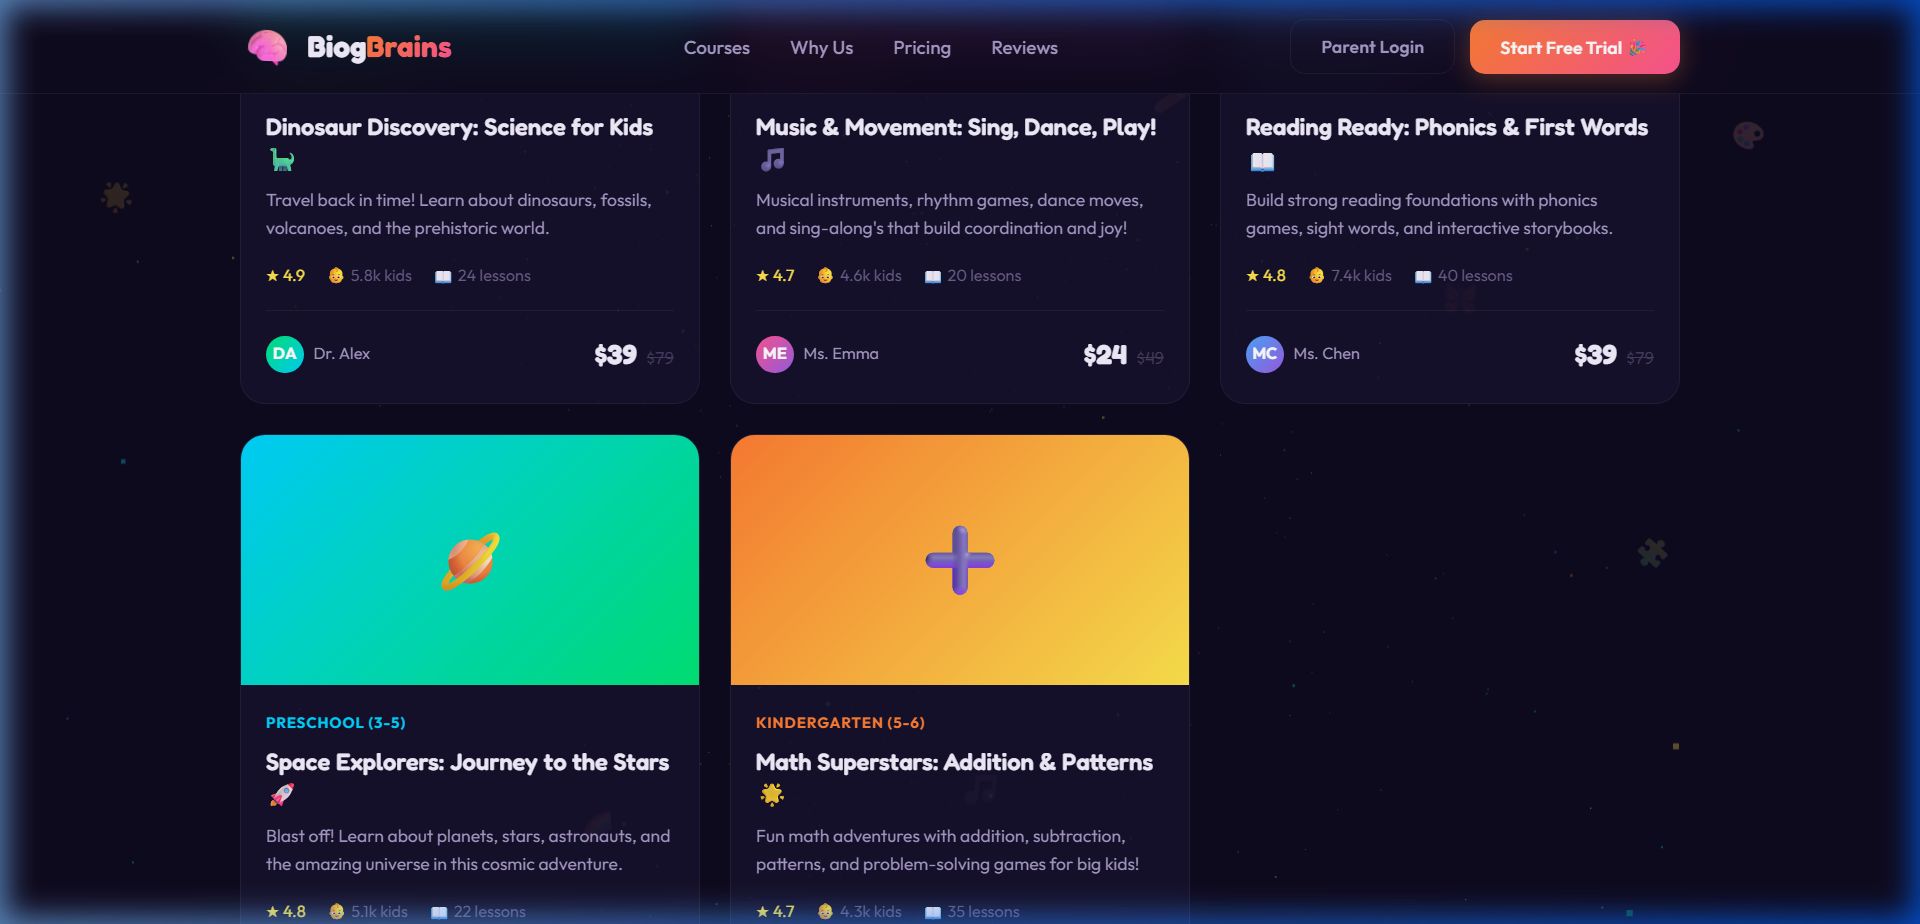 BiogBrains
Courses
Why Us
Pricing
Reviews
Parent Login
Start Free Trial
Dinosaur Discovery: Science for Kids
Travel back in time! Learn about dinosaurs, fossils,
volcanoes, and the prehistoric world.
★ 4.9
5.8k kids
24 lessons
DA
Dr. Alex
$39
$79
Music & Movement: Sing, Dance, Play!
Musical instruments, rhythm games, dance moves,
and sing-along's that build coordination and joy!
★ 4.7
4.6k kids
20 lessons
ME
Ms. Emma
$24
$49
Reading Ready: Phonics & First Words
Build strong reading foundations with phonics
games, sight words, and interactive storybooks.
★ 4.8
7.4k kids
40 lessons
MC
Ms. Chen
$39
$79
PRESCHOOL (3-5)
Space Explorers: Journey to the Stars
Blast off! Learn about planets, stars, astronauts, and
the amazing universe in this cosmic adventure.
★ 4.8
5.1k kids
22 lessons
KINDERGARTEN (5-6)
Math Superstars: Addition & Patterns
Fun math adventures with addition, subtraction,
patterns, and problem-solving games for big kids!
★ 4.7
4.3k kids
35 lessons